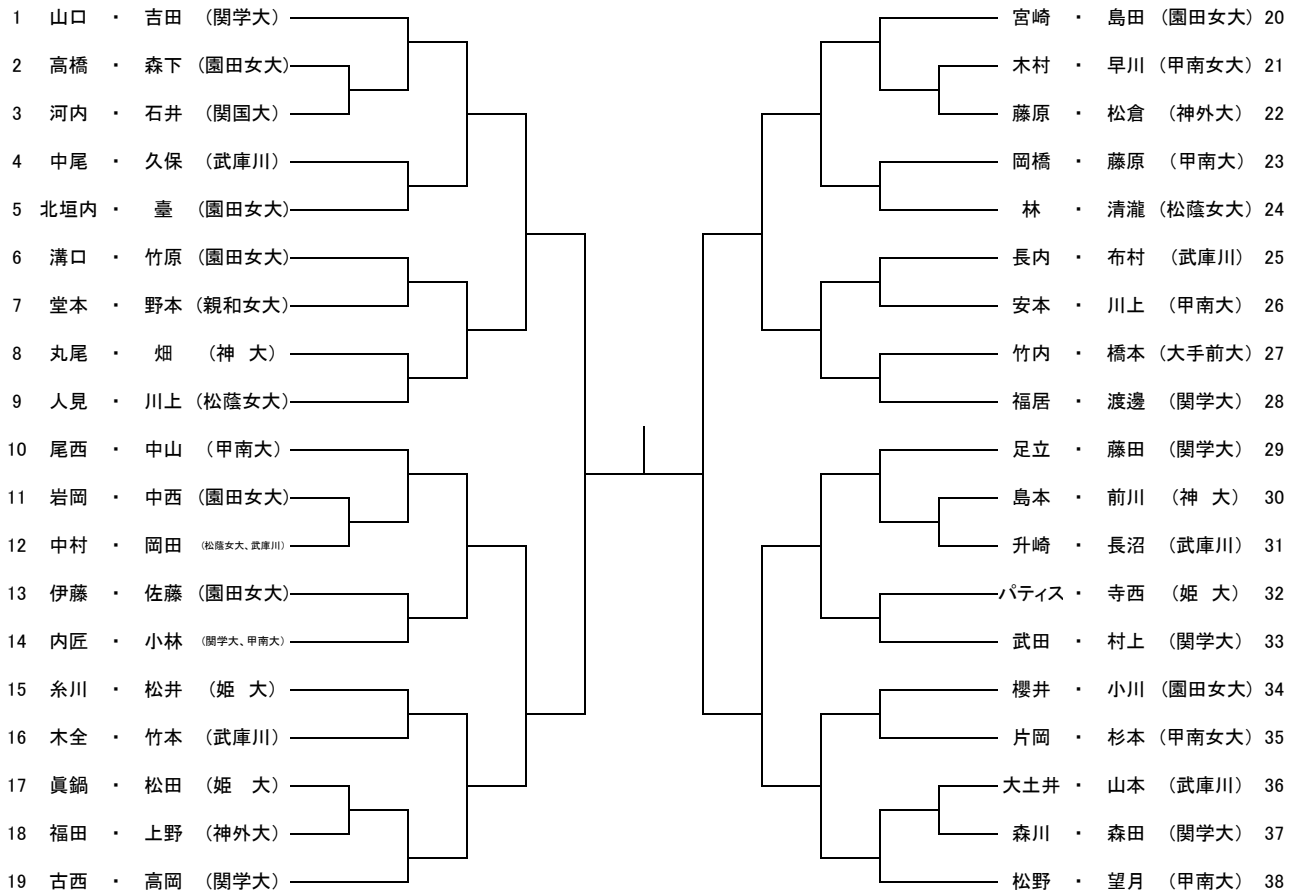 1 山口 ・ 吉田 (関学大)
2 高橋 ・ 森下 (園田女大)
3 河内 ・ 石井 (関国大)
4 中尾 ・ 久保 (武庫川)
5 北垣内 ・ 臺 (園田女大)
6 溝口 ・ 竹原 (園田女大)
7 堂本 ・ 野本 (親和女大)
8 丸尾 ・ 畑 (神 大)
9 人見 ・ 川上 (松蔭女大)
10 尾西 ・ 中山 (甲南大)
11 岩岡 ・ 中西 (園田女大)
12 中村 ・ 岡田 (松蔭女大、武庫川)
13 伊藤 ・ 佐藤 (園田女大)
14 内匠 ・ 小林 (関学大、甲南大)
15 糸川 ・ 松井 (姫 大)
16 木全 ・ 竹本 (武庫川)
17 眞鍋 ・ 松田 (姫 大)
18 福田 ・ 上野 (神外大)
19 古西 ・ 高岡 (関学大)
宮崎 ・ 島田 (園田女大) 20
木村 ・ 早川 (甲南女大) 21
藤原 ・ 松倉 (神外大) 22
岡橋 ・ 藤原 (甲南大) 23
林 ・ 清瀧 (松蔭女大) 24
長内 ・ 布村 (武庫川) 25
安本 ・ 川上 (甲南大) 26
竹内 ・ 橋本 (大手前大) 27
福居 ・ 渡邊 (関学大) 28
足立 ・ 藤田 (関学大) 29
島本 ・ 前川 (神 大) 30
升崎 ・ 長沼 (武庫川) 31
パティス ・ 寺西 (姫 大) 32
武田 ・ 村上 (関学大) 33
櫻井 ・ 小川 (園田女大) 34
片岡 ・ 杉本 (甲南女大) 35
大土井 ・ 山本 (武庫川) 36
森川 ・ 森田 (関学大) 37
松野 ・ 望月 (甲南大) 38